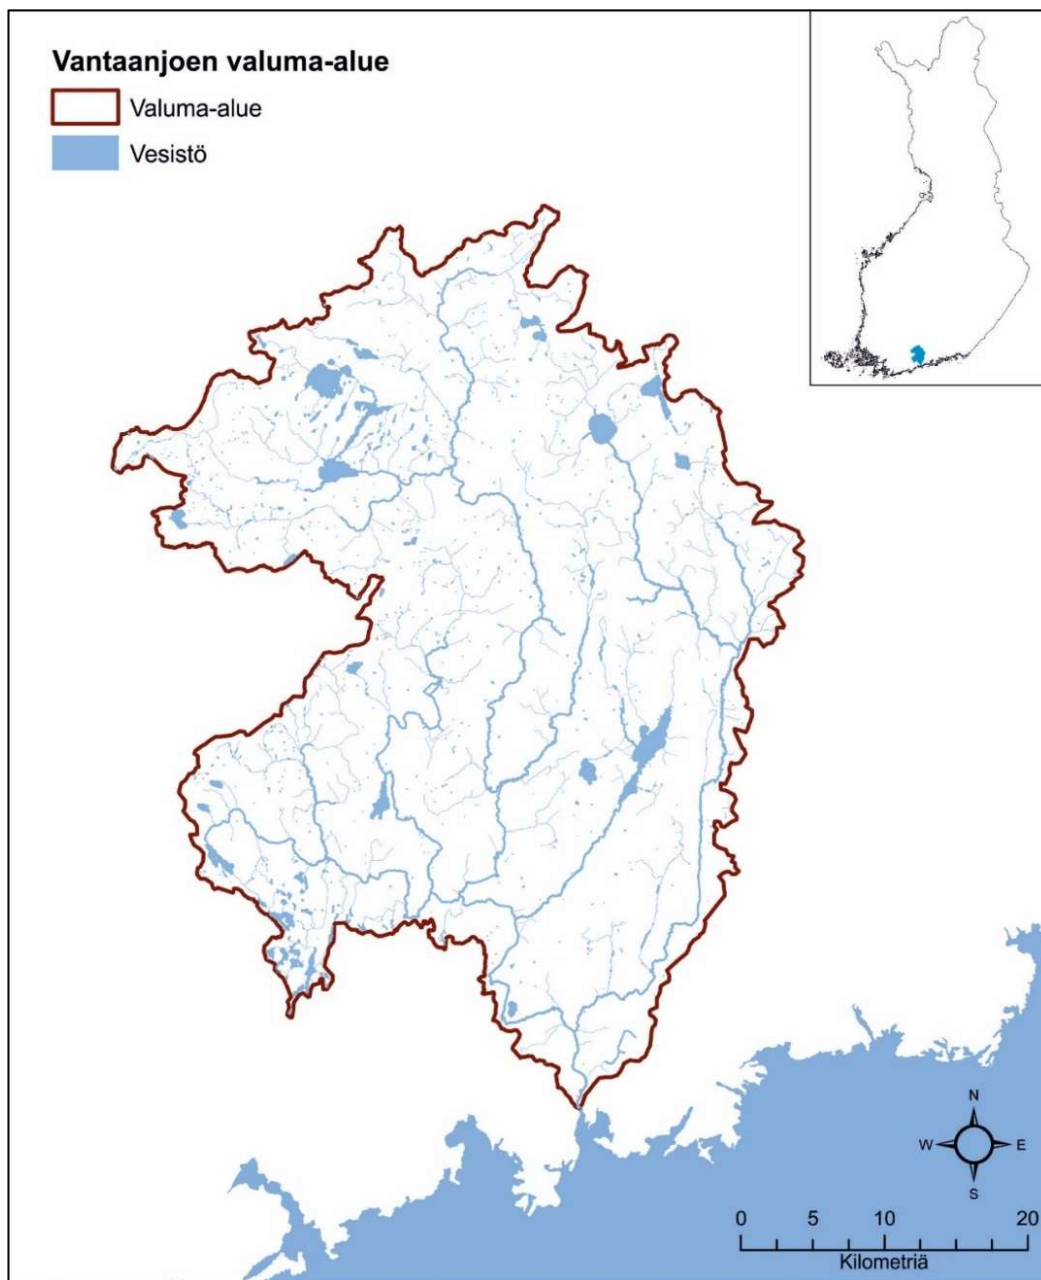 Vantaanjoen valuma-alue
Valuma-alue
Vesistö
N
W E
S
0 5 10 20
Kilometriä